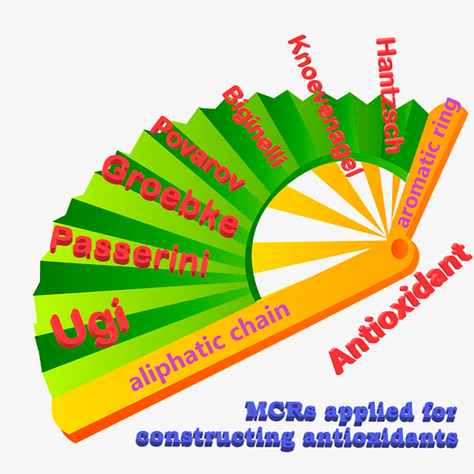 Ugi
Passerini
Groebke
Povarov
Biginelli
Knoevenagel
Hantzsch
aromatic ring
aliphatic chain
Antioxidant
MCRs applied for
constructing antioxidants